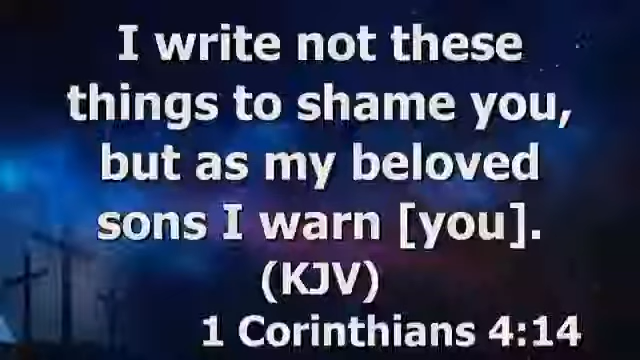 I write not these
things to shame you,
but as my beloved
sons I warn [you].
(KJV)
1 Corinthians 4:14